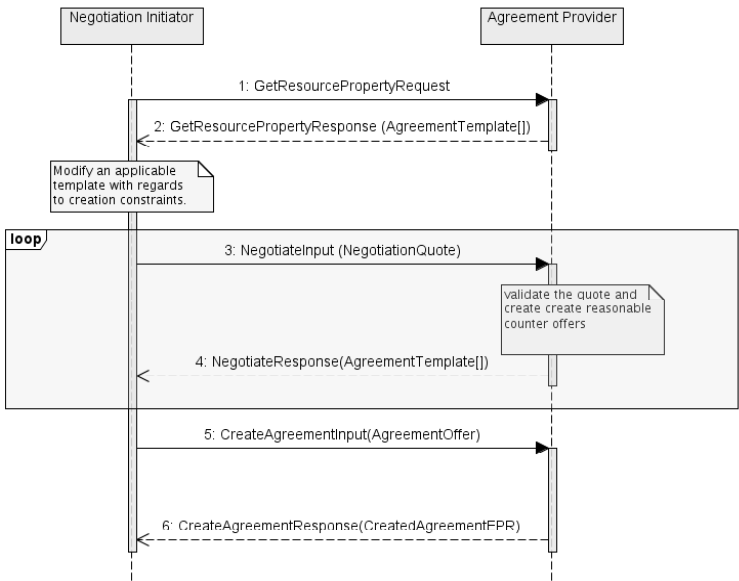 Negotiation Initiator
Agreement Provider
1: GetResourcePropertyRequest
2: GetResourcePropertyResponse (AgreementTemplate[])
Modify an applicable
template with regards
to creation constraints.
loop
3: NegotiateInput (NegotiationQuote)
validate the quote and
create create reasonable
counter offers
4: NegotiateResponse(AgreementTemplate[])
5: CreateAgreementInput(AgreementOffer)
6: CreateAgreementResponse(CreatedAgreementEPR)